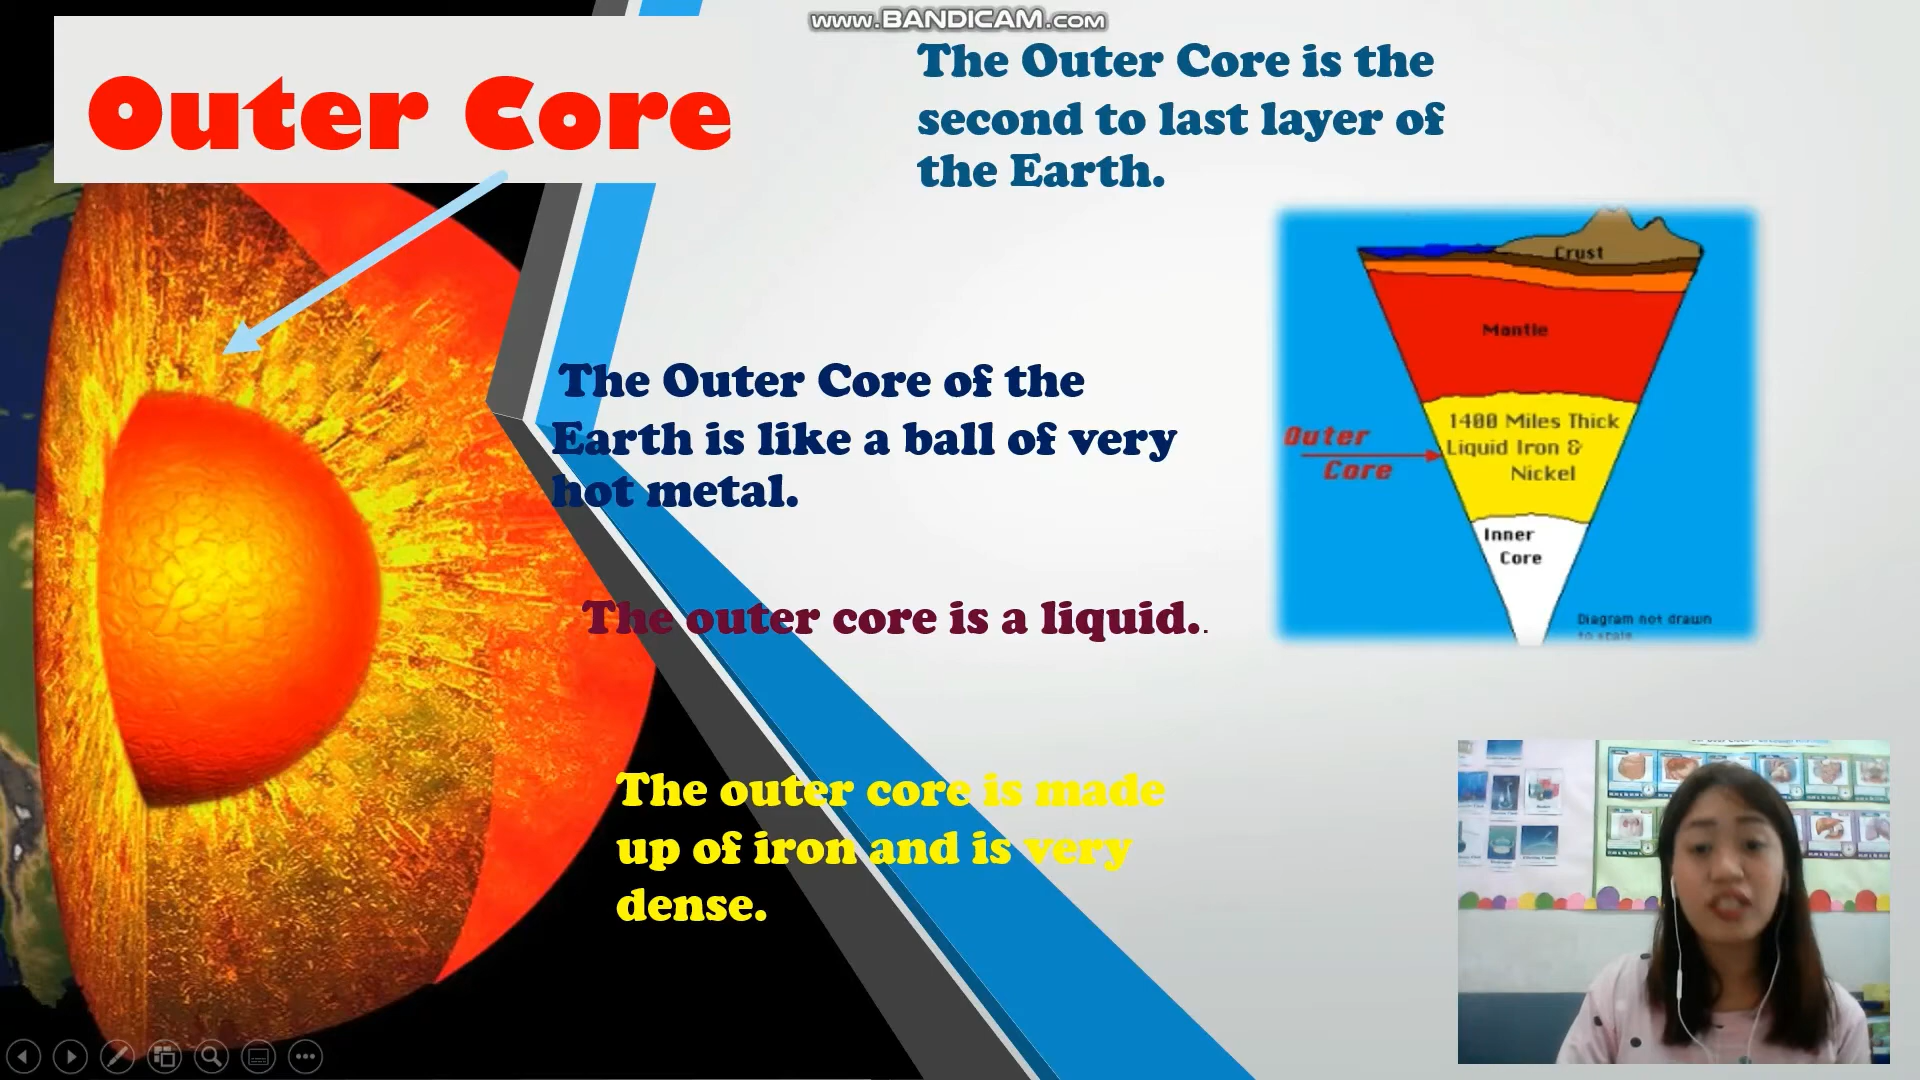 www.BANDICAM.com
Outer Core
The Outer Core is the
second to last layer of
the Earth.
The Outer Core of the
Earth is like a ball of very
hot metal.
The outer core is a liquid..
The outer core is made
up of iron and is very
dense.
Crust
Mantle
1400 Miles Thick
Liquid Iron &
Nickel
Outer
Core
Inner
Core
Diagram not drawn
to scale